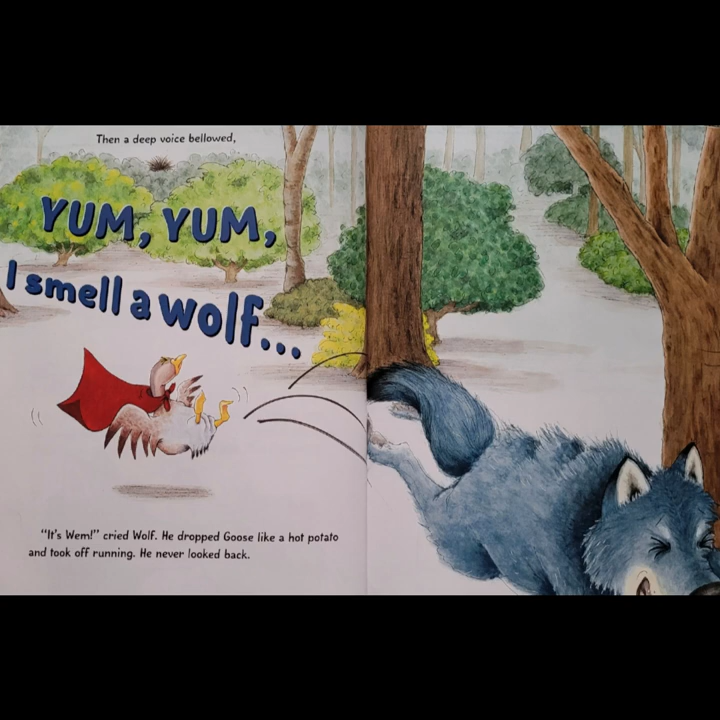 Then a deep voice bellowed,
YUM, YUM,
I smell a wolf...
"It's Wem!" cried Wolf. He dropped Goose like a hot potato
and took off running. He never looked back.